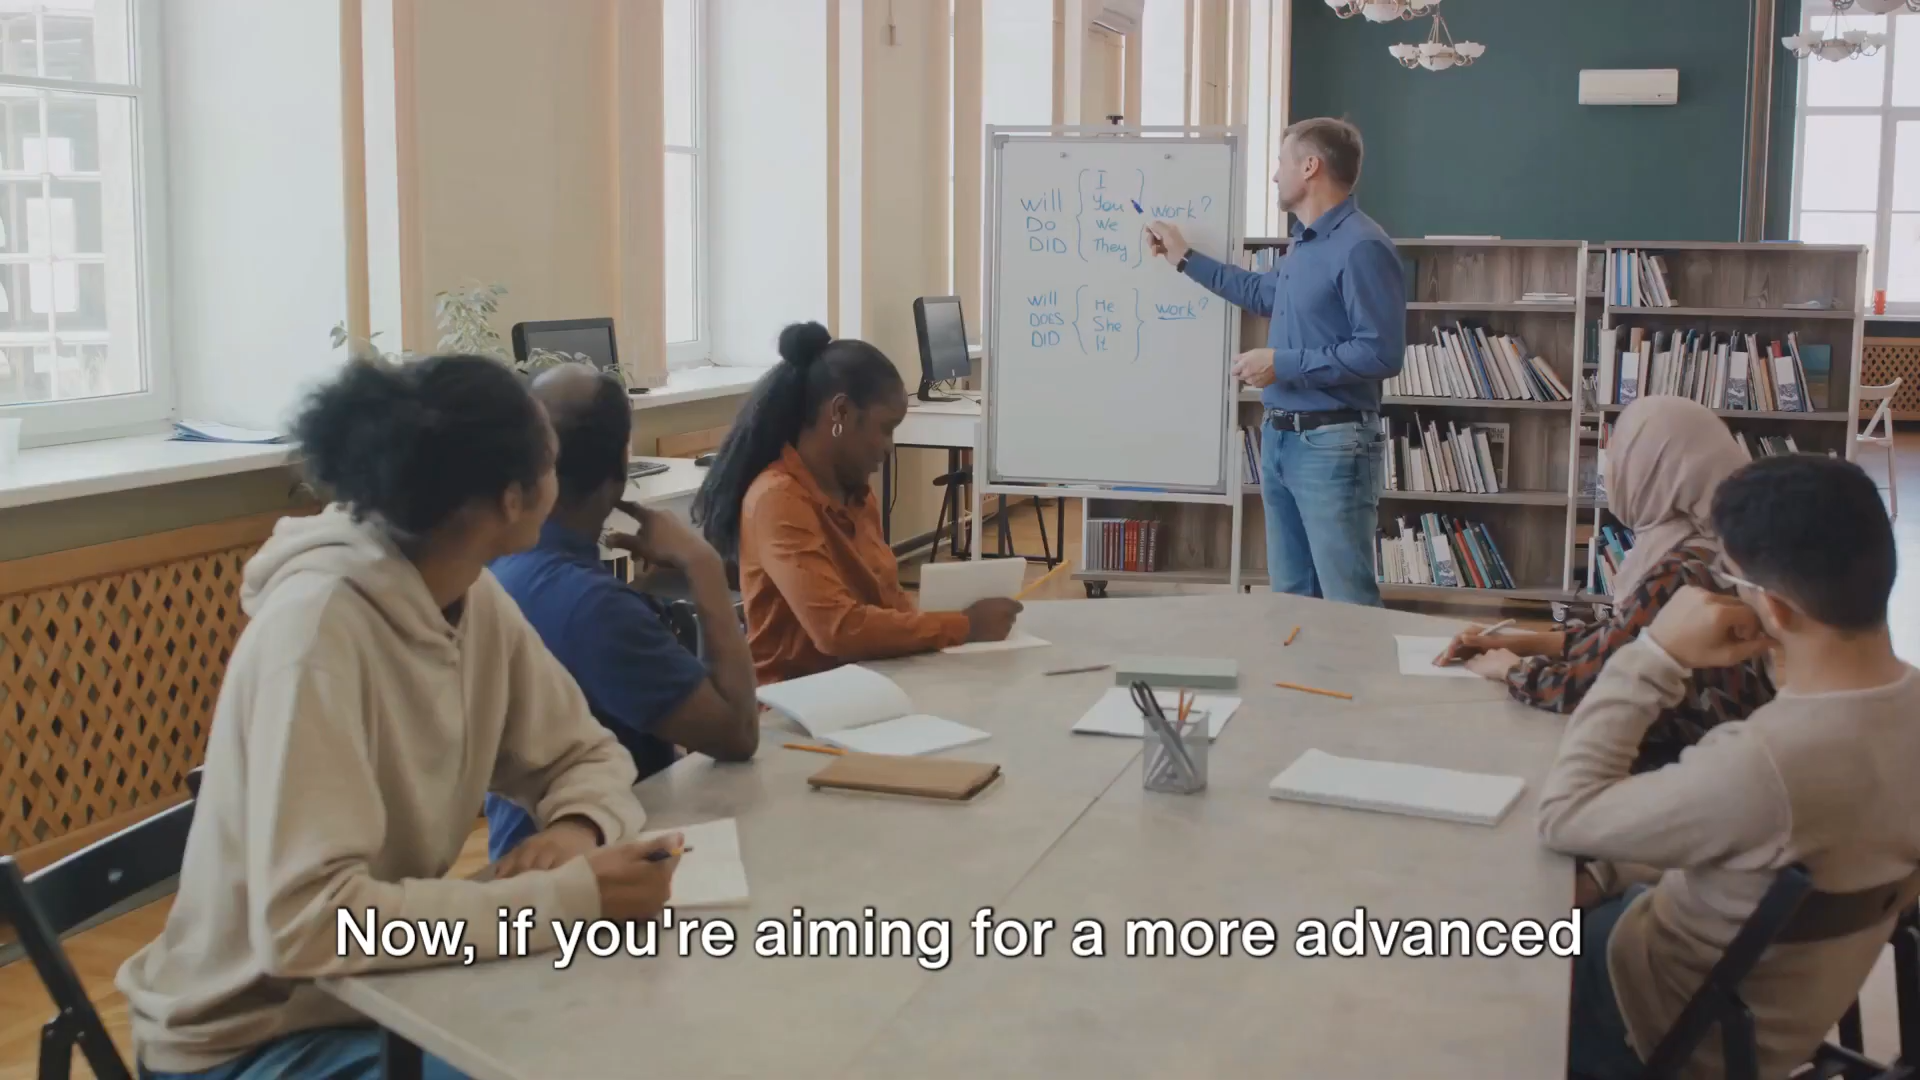 I
will You work?
Do We
DID They
will He work?
DOES She
DID It
Now, if you're aiming for a more advanced